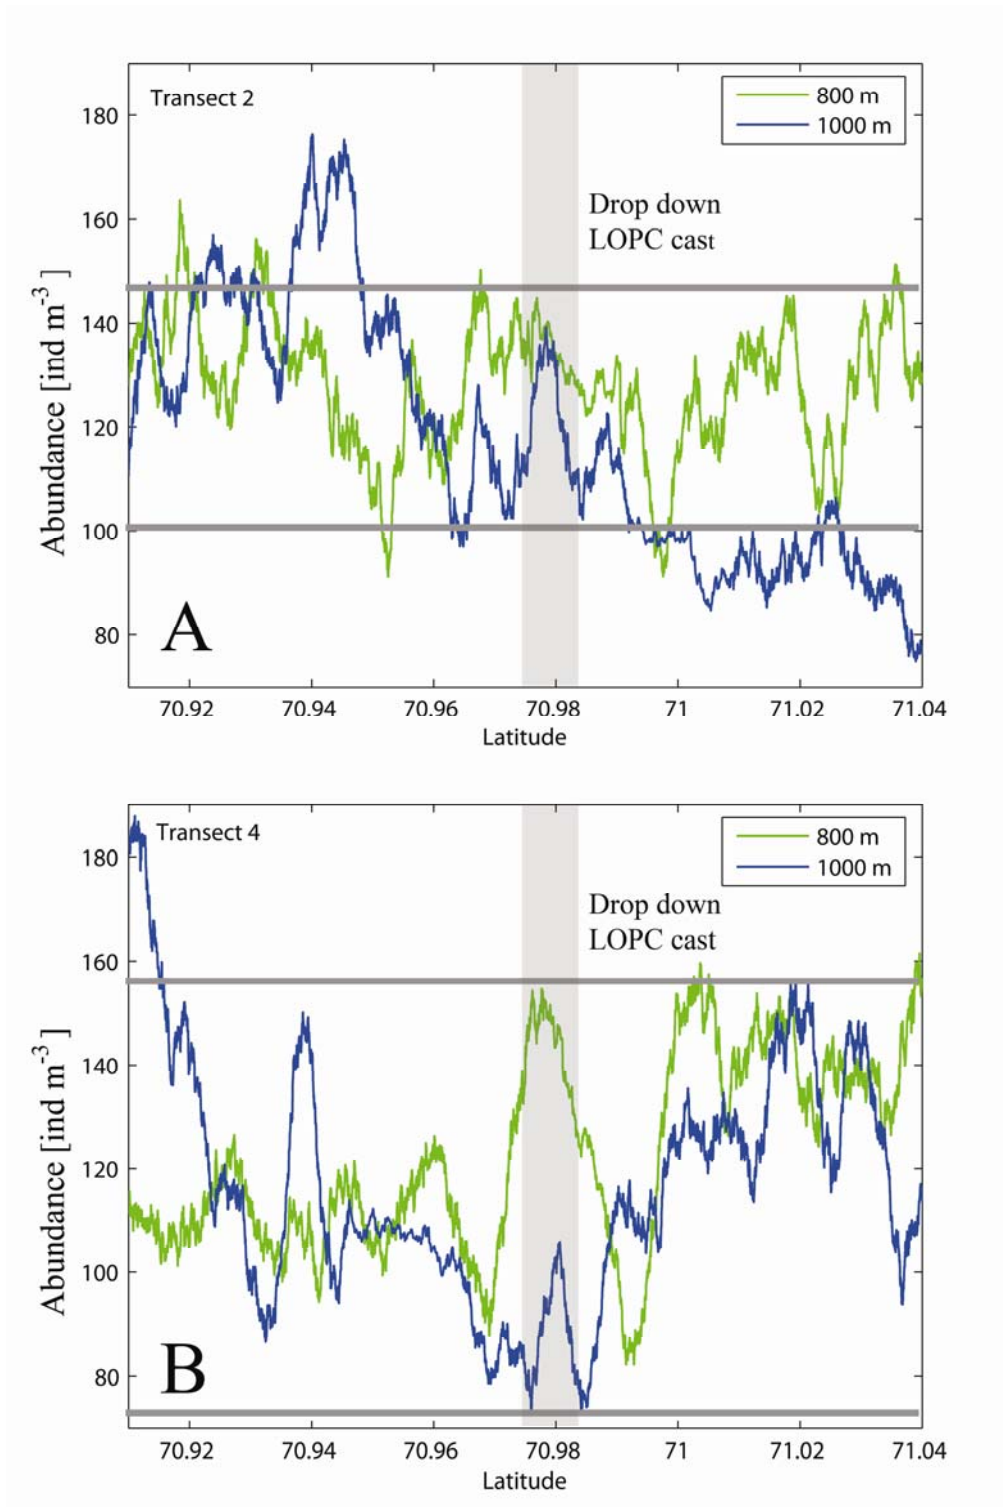 Transect 2
800 m
1000 m
Drop down
LOPC cast
Abundance [ind m-3 ]
180
160
140
120
100
80
A
70.92 70.94 70.96 70.98 71 71.02 71.04
Latitude
Transect 4
800 m
1000 m
Drop down
LOPC cast
Abundance [ind m-3 ]
180
160
140
120
100
80
B
70.92 70.94 70.96 70.98 71 71.02 71.04
Latitude